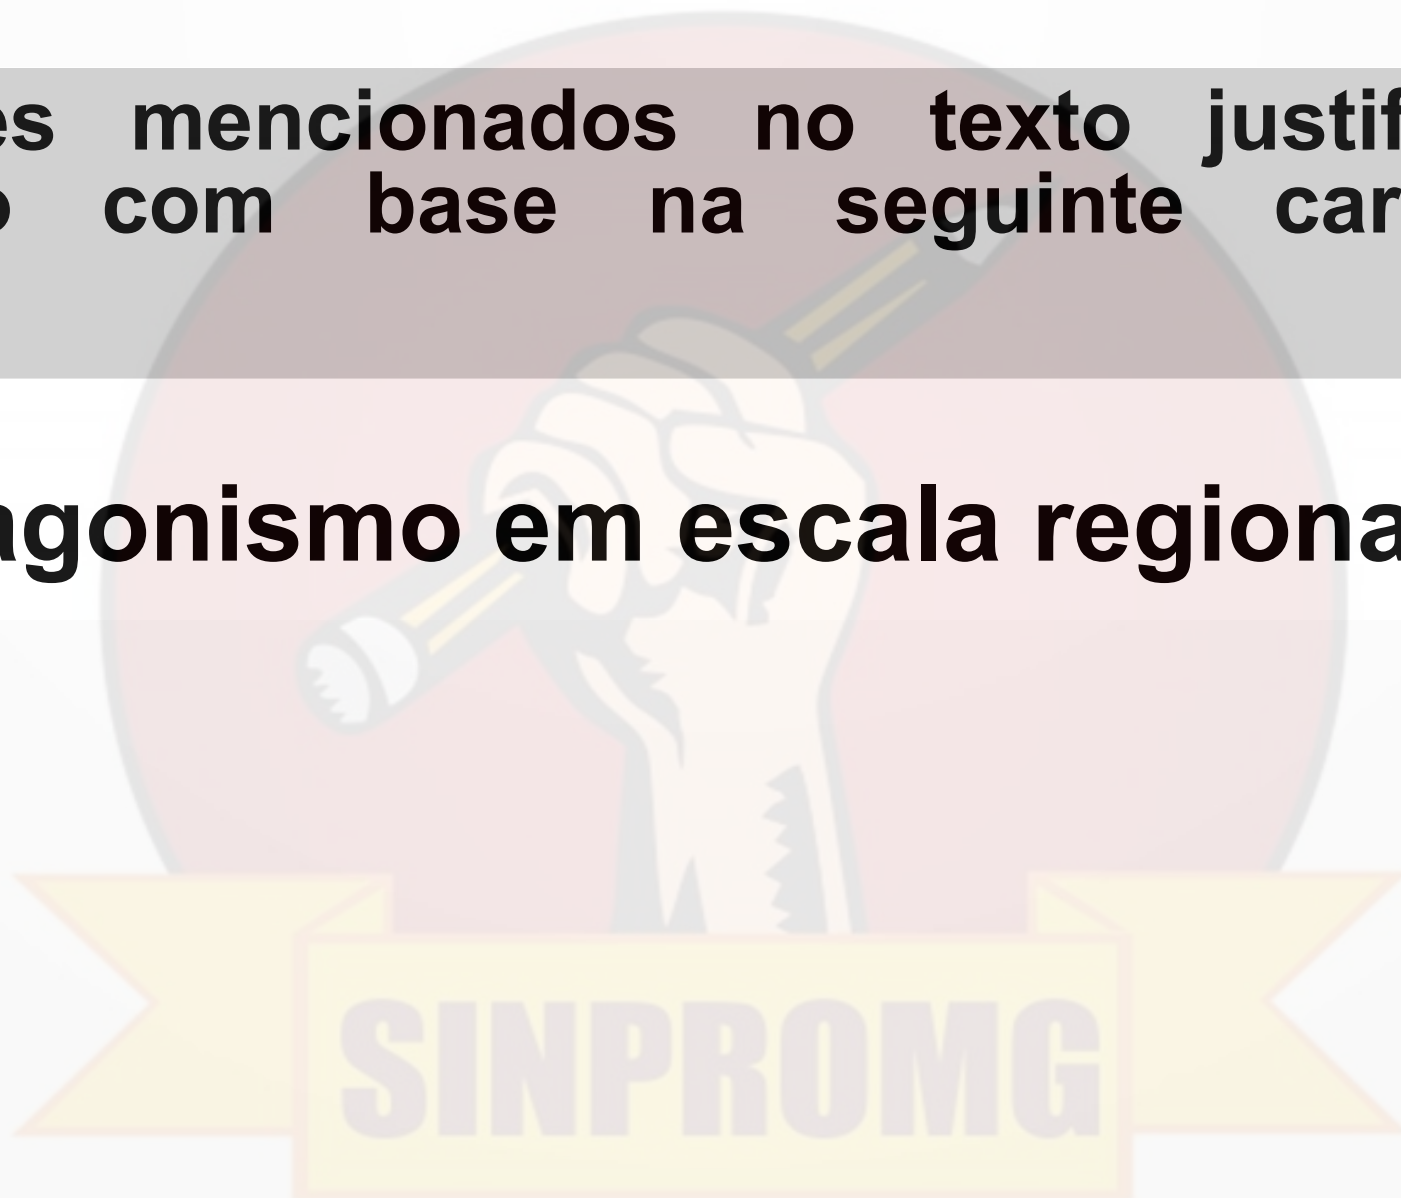 es mencionados no texto justif
o com base na seguinte car
agonismo em escala regiona
SINPROMG